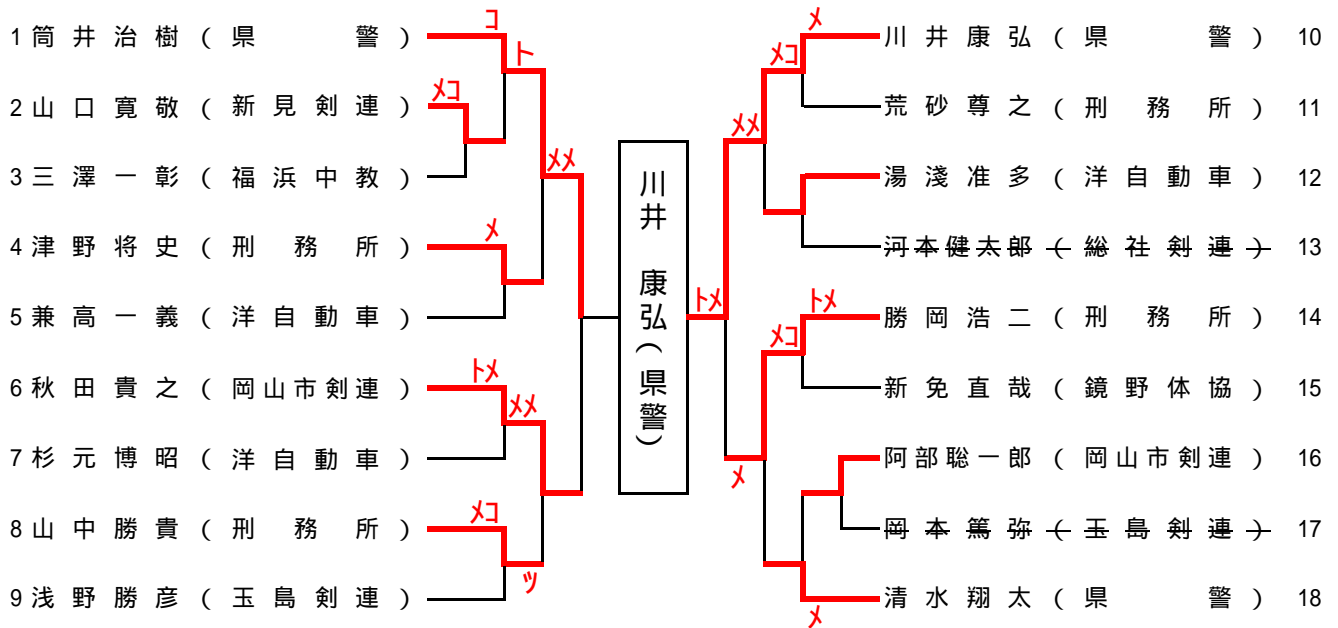 コ
1 筒井治樹(県警)
ト
メコ
2 山口寛敬(新見剣連)
3 三澤一彰(福浜中教)
メメ
メ
4 津野将史(刑務所)
5 兼高一義(洋自動車)
トメ
6 秋田貴之(岡山市剣連)
メメ
7 杉元博昭(洋自動車)
メコ
8 山中勝貴(刑務所)
ツ
9 浅野勝彦(玉島剣連)
川井 康弘(県警)
トメ
メ
川井康弘(県警) 10
メコ
荒砂尊之(刑務所) 11
メメ
湯淺准多(洋自動車) 12
河本健太郎(総社剣連) 13
トメ
勝岡浩二(刑務所) 14
メコ
新免直哉(鏡野体協) 15
メ
阿部聡一郎(岡山市剣連) 16
岡本篤弥(玉島剣連) 17
清水翔太(県警) 18
メ